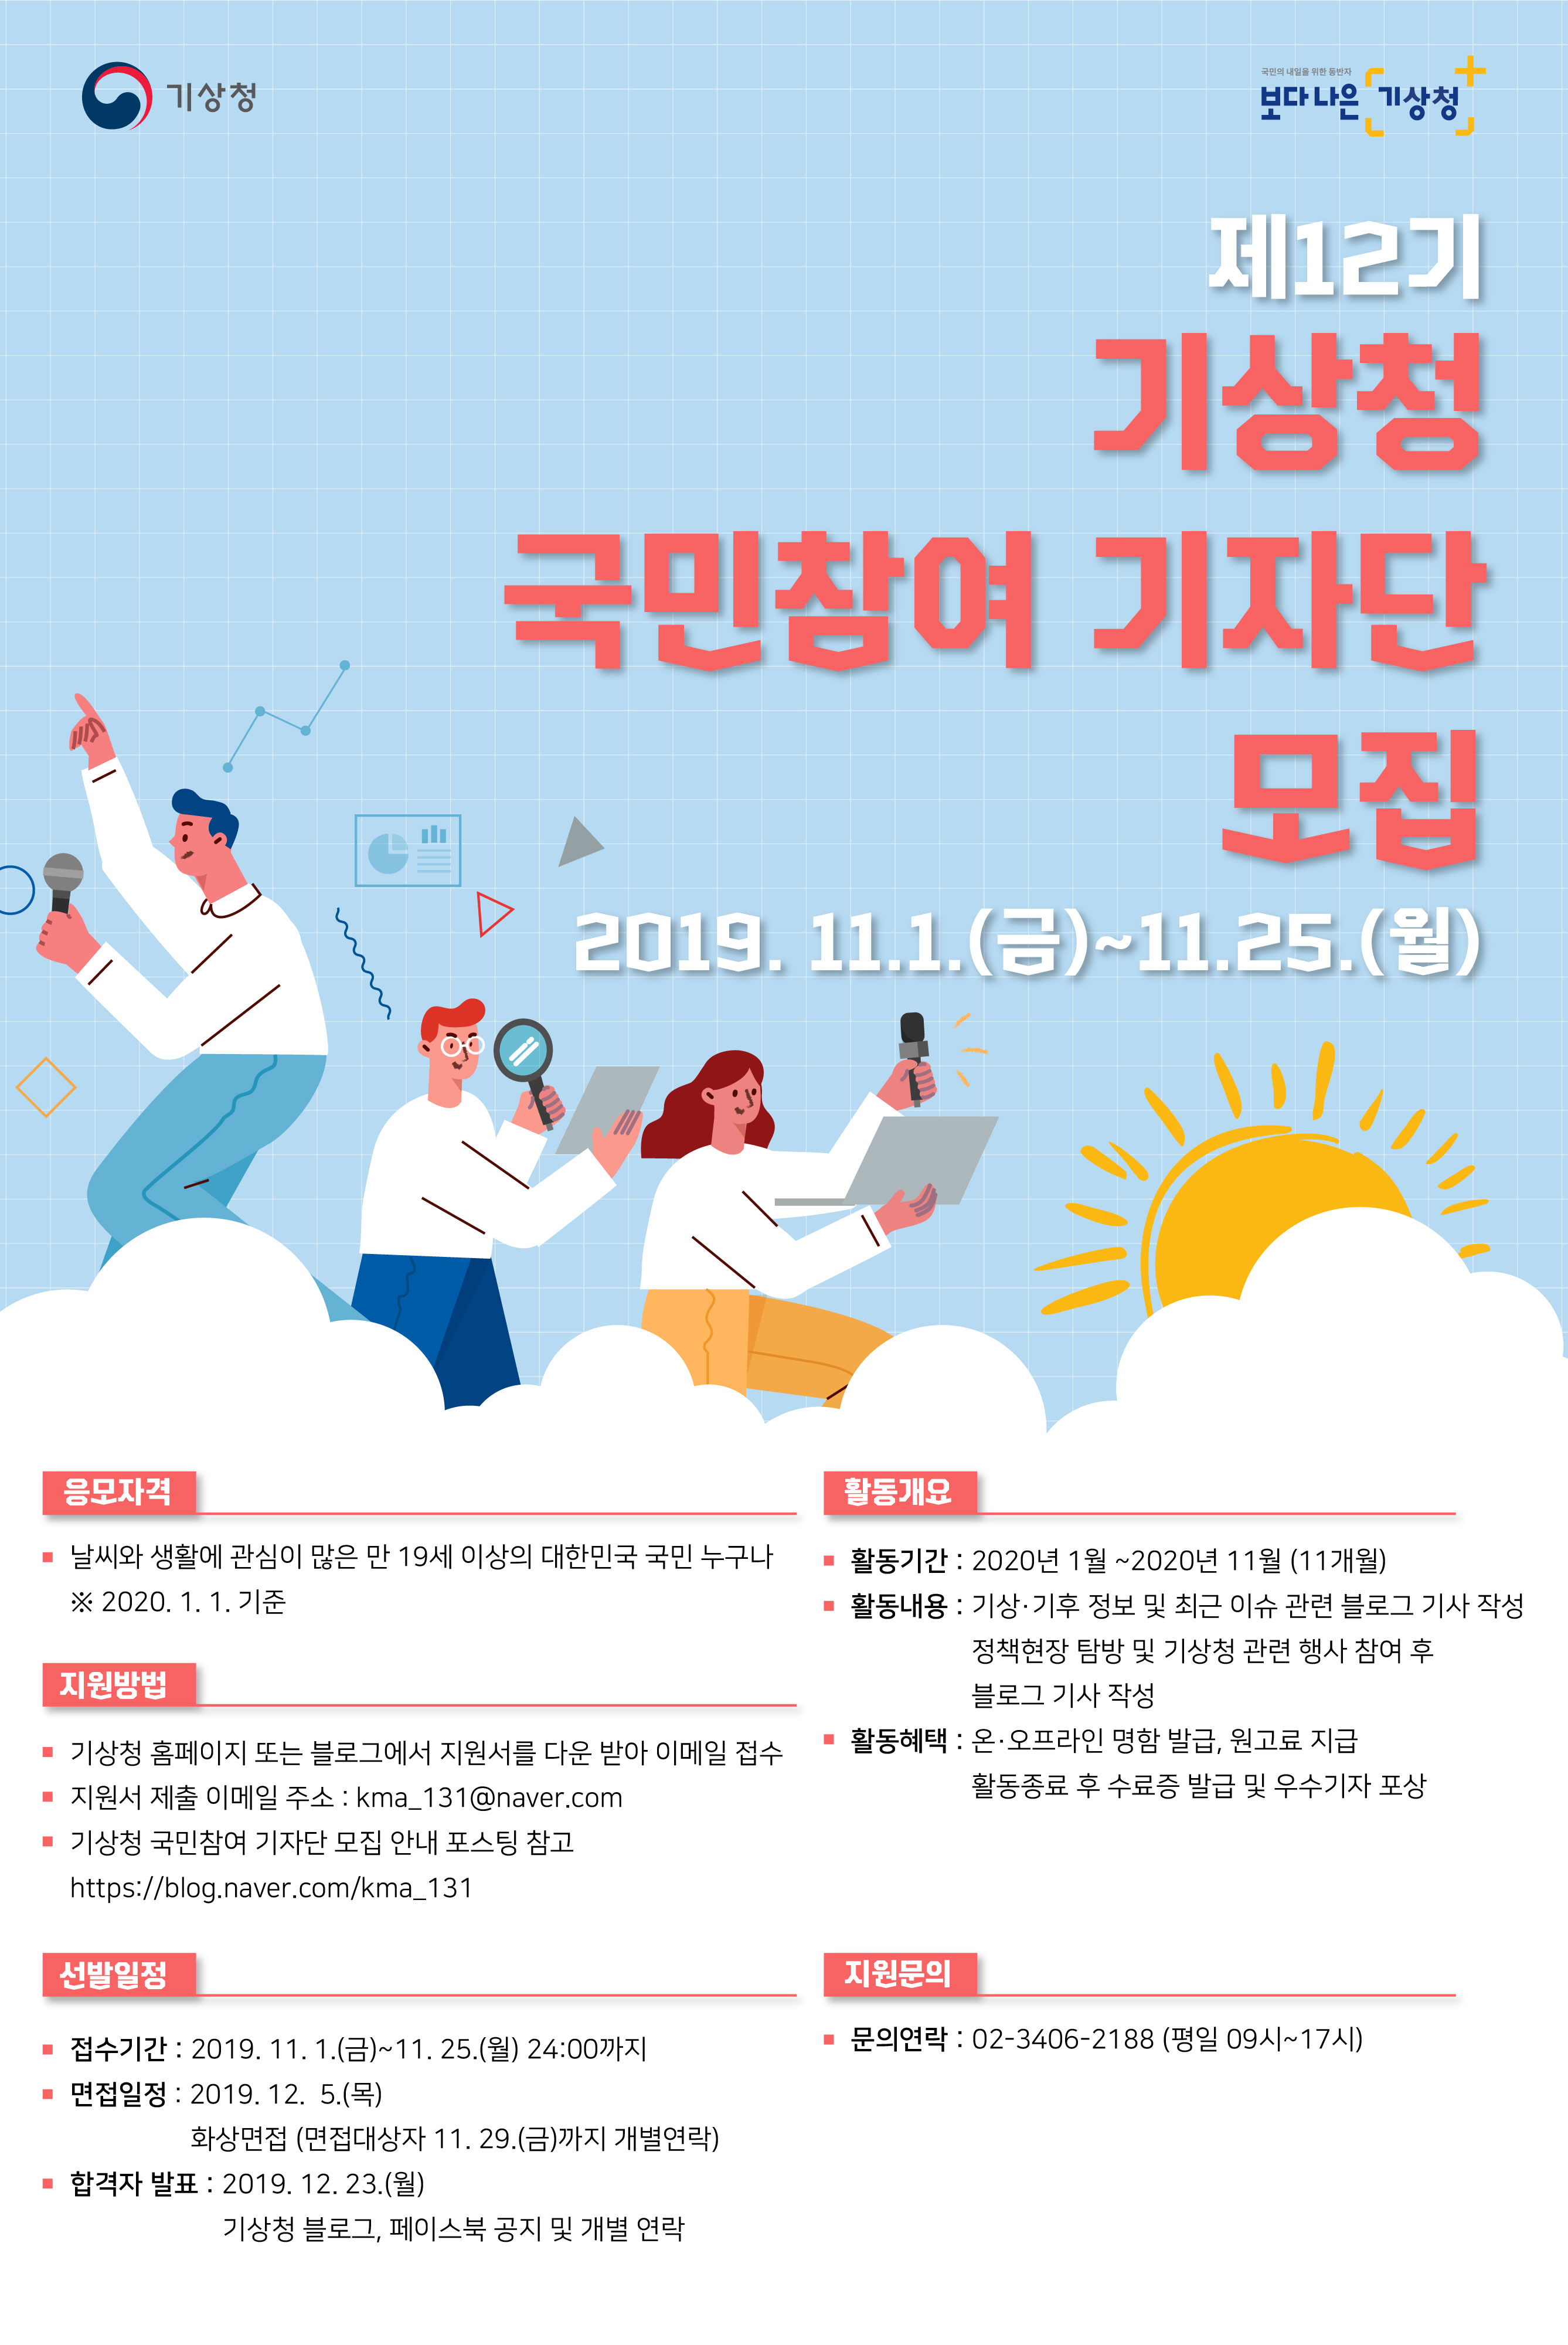 기상청
국민의 내일을 위한 동반자
보다 나은 기상청
제12기
기상청
국민참여 기자단
모집
2019. 11.1.(금)~11.25.(월)
응모자격
날씨와 생활에 관심이 많은 만 19세 이상의 대한민국 국민 누구나
※ 2020. 1. 1. 기준
지원방법
기상청 홈페이지 또는 블로그에서 지원서를 다운 받아 이메일 접수
지원서 제출 이메일 주소 : kma_131@naver.com
기상청 국민참여 기자단 모집 안내 포스팅 참고
https://blog.naver.com/kma_131
선발일정
접수기간 : 2019. 11. 1.(금)~11. 25.(월) 24:00까지
면접일정 : 2019. 12. 5.(목)
화상면접 (면접대상자 11. 29.(금)까지 개별연락)
합격자 발표 : 2019. 12. 23.(월)
기상청 블로그, 페이스북 공지 및 개별 연락
활동개요
활동기간 : 2020년 1월 ~2020년 11월 (11개월)
활동내용 : 기상·기후 정보 및 최근 이슈 관련 블로그 기사 작성
정책현장 탐방 및 기상청 관련 행사 참여 후
블로그 기사 작성
활동혜택 : 온·오프라인 명함 발급, 원고료 지급
활동종료 후 수료증 발급 및 우수기자 포상
지원문의
문의연락 : 02-3406-2188 (평일 09시~17시)